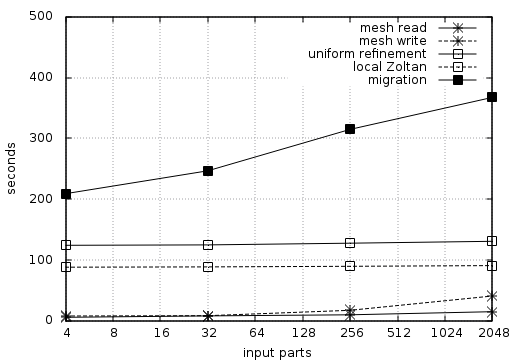 500
400
300
200
100
0
seconds
mesh read
mesh write
uniform refinement
local Zoltan
migration
4 8 16 32 64 128 256 512 1024 2048
input parts